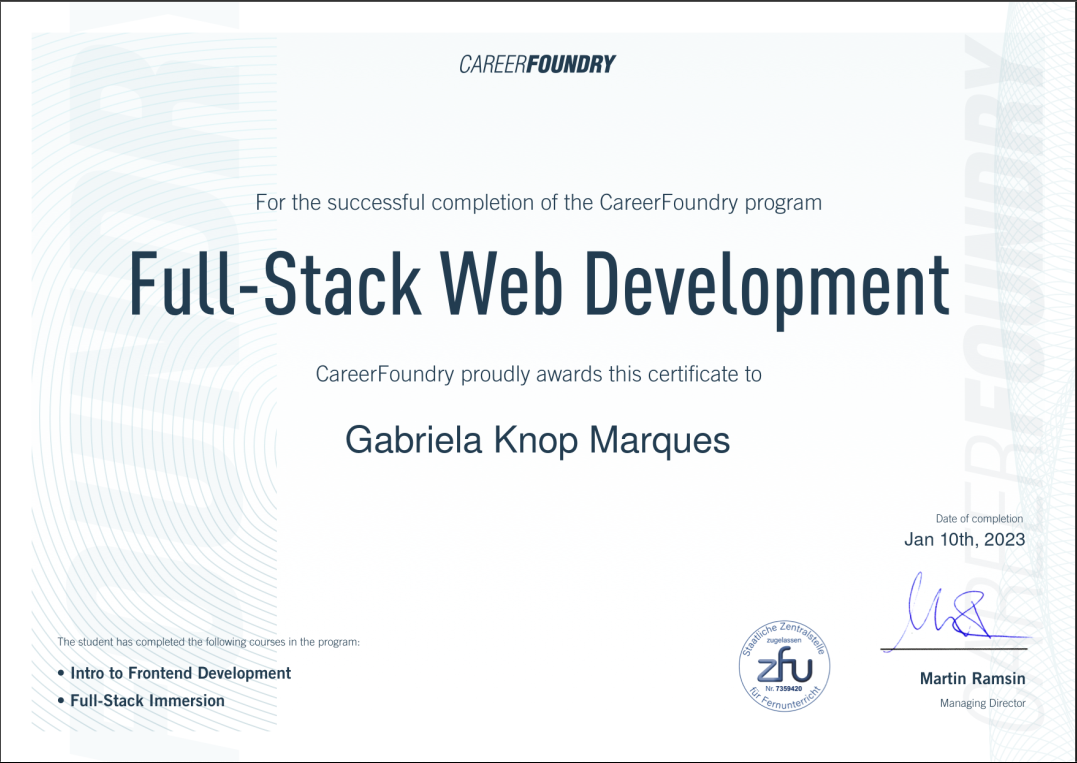 CAREERFOUNDRY
For the successful completion of the CareerFoundry program
Full-Stack Web Development
CareerFoundry proudly awards this certificate to
Gabriela Knop Marques
Date of completion
Jan 10th, 2023
The student has completed the following courses in the program:
• Intro to Frontend Development
• Full-Stack Immersion
Staatliche Zentralstelle
zugelassen
zfu
Nr. 7359420
für Fernunterricht
Martin Ramsin
Managing Director
CAREERFOUNDRY
OUNDR